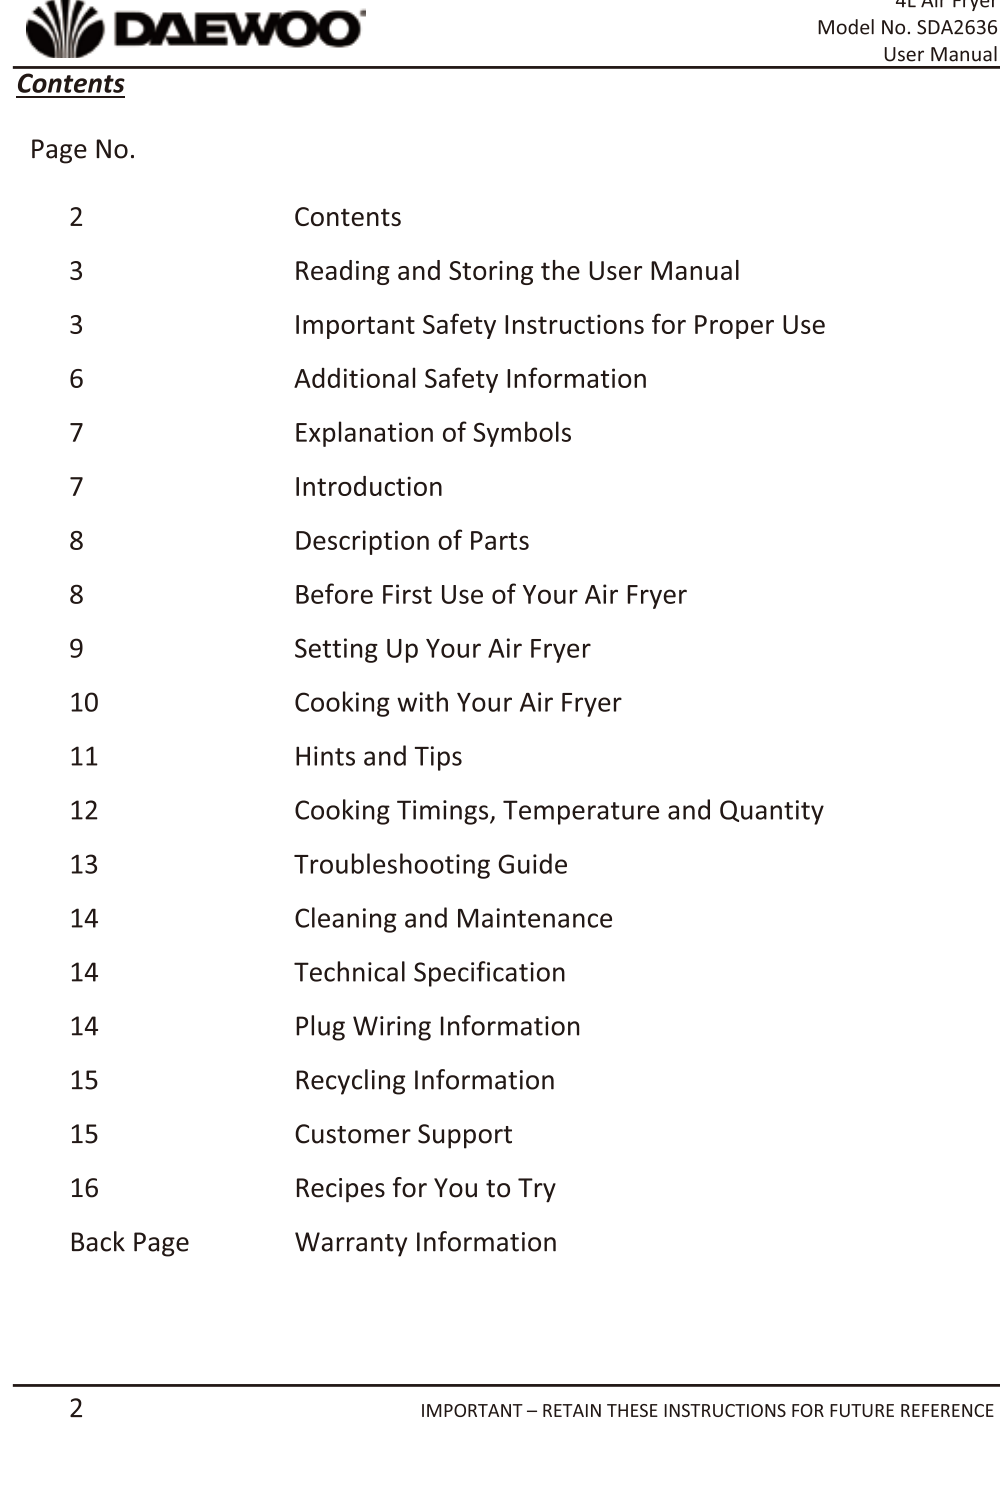 DAEWOO
4L Air Fryer
Model No. SDA2636
User Manual
Contents
Page No.
2 Contents
3 Reading and Storing the User Manual
3 Important Safety Instructions for Proper Use
6 Additional Safety Information
7 Explanation of Symbols
7 Introduction
8 Description of Parts
8 Before First Use of Your Air Fryer
9 Setting Up Your Air Fryer
10 Cooking with Your Air Fryer
11 Hints and Tips
12 Cooking Timings, Temperature and Quantity
13 Troubleshooting Guide
14 Cleaning and Maintenance
14 Technical Specification
14 Plug Wiring Information
15 Recycling Information
15 Customer Support
16 Recipes for You to Try
Back Page Warranty Information
2 IMPORTANT – RETAIN THESE INSTRUCTIONS FOR FUTURE REFERENCE